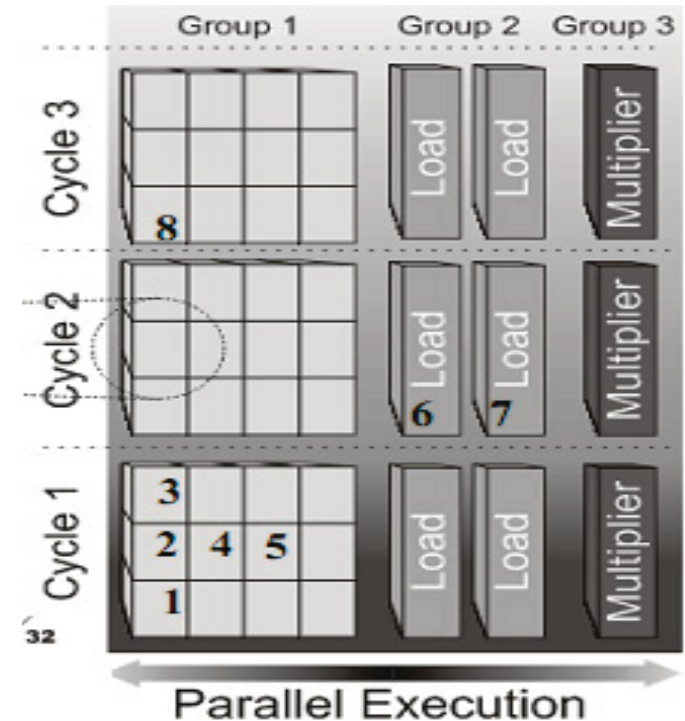 Group 1 Group 2 Group 3
Cycle 3
Load
Load
Multiplier
8
Cycle 2
Load
Load
Multiplier
6 7
Cycle 1
3
2 4 5
1
Load
Load
Multiplier
32
Parallel Execution